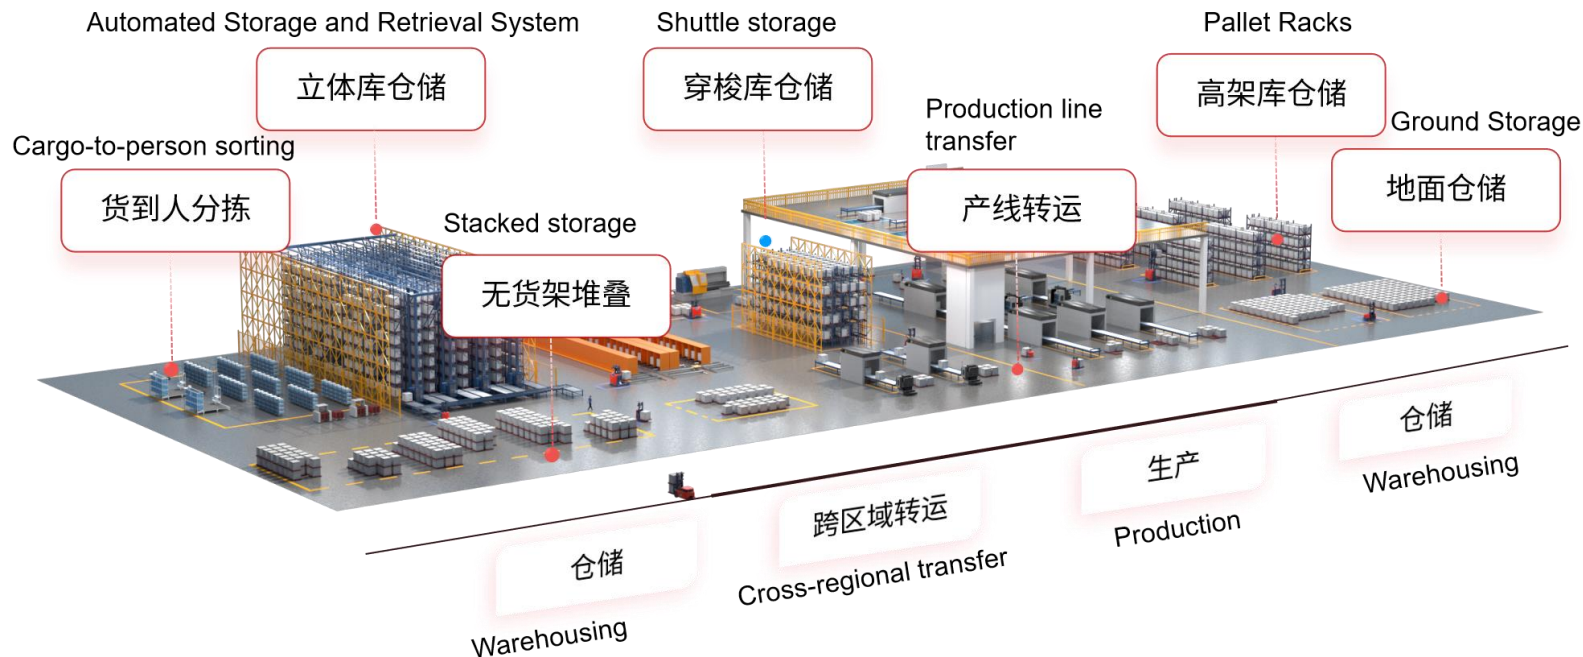 Automated Storage and Retrieval System
立体库仓储
Shuttle storage
穿梭库仓储
Pallet Racks
高架库仓储
Production line
transfer
产线转运
Ground Storage
地面仓储
Cargo-to-person sorting
货到人分拣
Stacked storage
无货架堆叠
仓储
Warehousing
跨区域转运
Cross-regional transfer
生产
Production
仓储
Warehousing